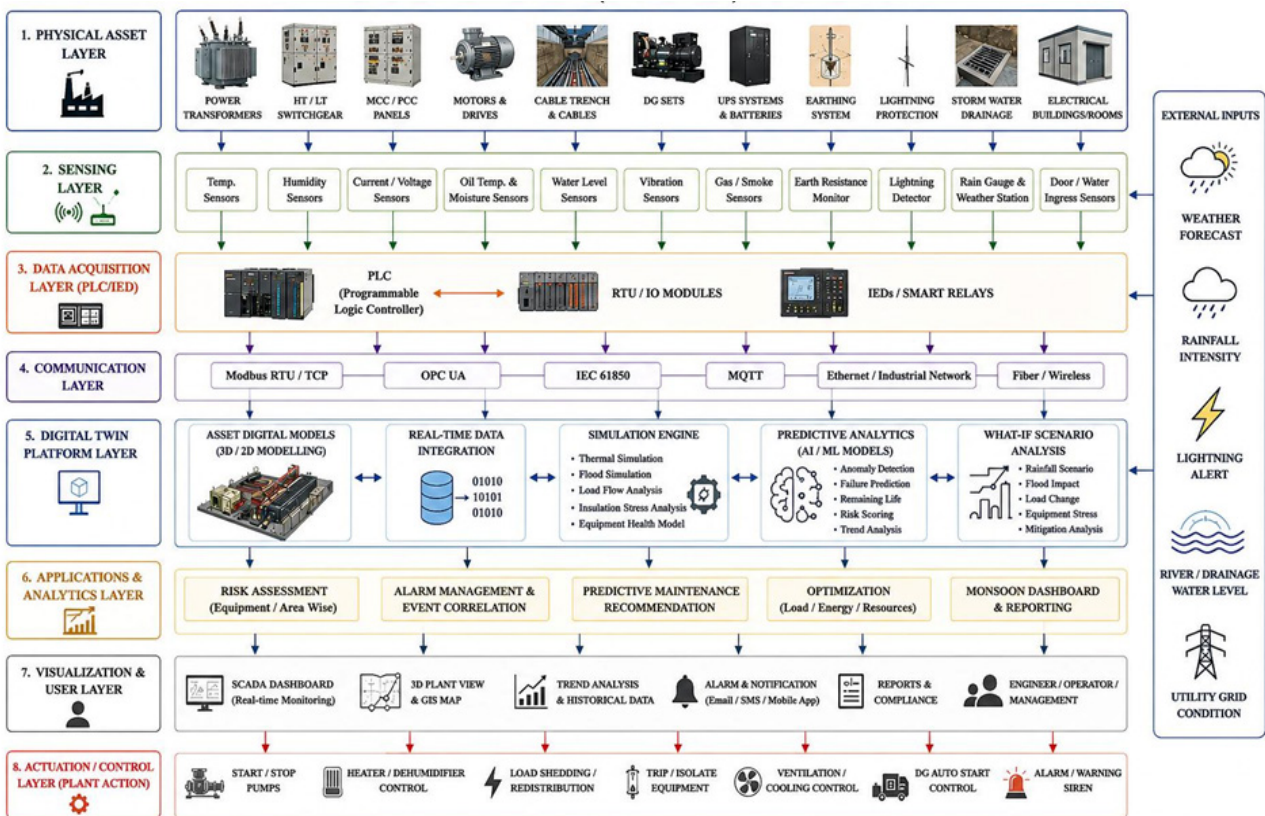 1. PHYSICAL ASSET
LAYER
POWER
TRANSFORMERS
HT / LT
SWITCHGEAR
MCC / PCC
PANELS
MOTORS &
DRIVES
CABLE TRENCH
& CABLES
DG SETS
UPS SYSTEMS
& BATTERIES
EARTHING
SYSTEM
LIGHTNING
PROTECTION
STORM WATER
DRAINAGE
ELECTRICAL
BUILDINGS/ROOMS
2. SENSING
LAYER
Temp.
Sensors
Humidity
Sensors
Current / Voltage
Sensors
Oil Temp. &
Moisture Sensors
Water Level
Sensors
Vibration
Sensors
Gas / Smoke
Sensors
Earth Resistance
Monitor
Lightning
Detector
Rain Gauge &
Weather Station
Door / Water
Ingress Sensors
3. DATA ACQUISITION
LAYER (PLC/IED)
PLC
(Programmable
Logic Controller)
RTU / IO MODULES
IEDs / SMART RELAYS
4. COMMUNICATION
LAYER
Modbus RTU / TCP
OPC UA
IEC 61850
MQTT
Ethernet / Industrial Network
Fiber / Wireless
5. DIGITAL TWIN
PLATFORM LAYER
ASSET DIGITAL MODELS
(3D / 2D MODELLING)
REAL-TIME DATA
INTEGRATION
01010
10101
01010
SIMULATION ENGINE
• Thermal Simulation
• Flood Simulation
• Load Flow Analysis
• Insulation Stress Analysis
• Equipment Health Model
PREDICTIVE ANALYTICS
(AI / ML MODELS)
• Anomaly Detection
• Failure Prediction
• Remaining Life
• Risk Scoring
• Trend Analysis
WHAT-IF SCENARIO
ANALYSIS
• Rainfall Scenario
• Flood Impact
• Load Change
• Equipment Stress
• Mitigation Analysis
6. APPLICATIONS &
ANALYTICS LAYER
RISK ASSESSMENT
(Equipment / Area Wise)
ALARM MANAGEMENT &
EVENT CORRELATION
PREDICTIVE MAINTENANCE
RECOMMENDATION
OPTIMIZATION
(Load / Energy / Resources)
MONSOON DASHBOARD
& REPORTING
7. VISUALIZATION &
USER LAYER
SCADA DASHBOARD
(Real-time Monitoring)
3D PLANT VIEW
& GIS MAP
TREND ANALYSIS
& HISTORICAL DATA
ALARM & NOTIFICATION
(Email / SMS / Mobile App)
REPORTS &
COMPLIANCE
ENGINEER / OPERATOR /
MANAGEMENT
8. ACTUATION / CONTROL
LAYER (PLANT ACTION)
START / STOP
PUMPS
HEATER / DEHUMIDIFIER
CONTROL
LOAD SHEDDING /
REDISTRIBUTION
TRIP / ISOLATE
EQUIPMENT
VENTILATION /
COOLING CONTROL
DG AUTO START
CONTROL
ALARM / WARNING
SIREN
EXTERNAL INPUTS
WEATHER
FORECAST
RAINFALL
INTENSITY
LIGHTNING
ALERT
RIVER / DRAINAGE
WATER LEVEL
UTILITY GRID
CONDITION